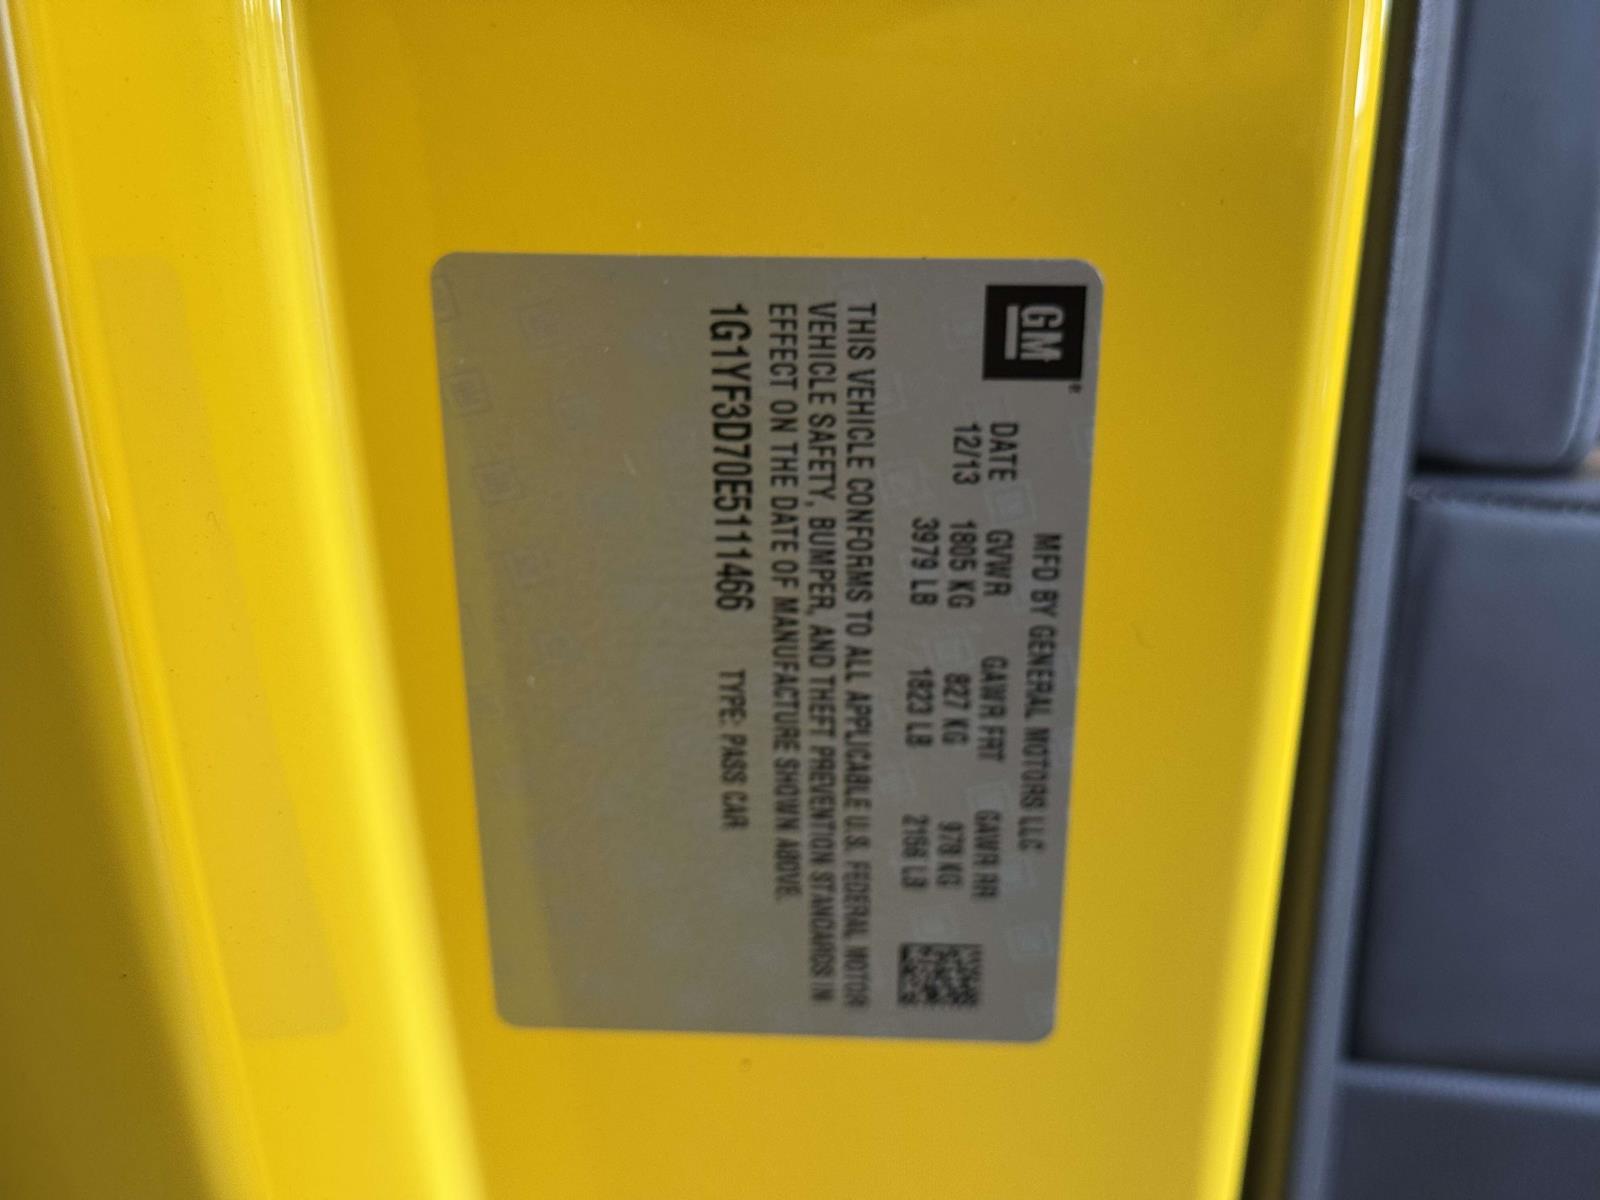 GM®
MFD BY GENERAL MOTORS LLC
DATE GVWR GAWR FRT GAWR RR
12/13 1805 KG 827 KG 978 KG
3979 LB 1823 LB 2156 LB
THIS VEHICLE CONFORMS TO ALL APPLICABLE U.S. FEDERAL MOTOR
VEHICLE SAFETY, BUMPER, AND THEFT PREVENTION STANDARDS IN
EFFECT ON THE DATE OF MANUFACTURE SHOWN ABOVE.
1G1YF3D70E5111466 TYPE: PASS CAR